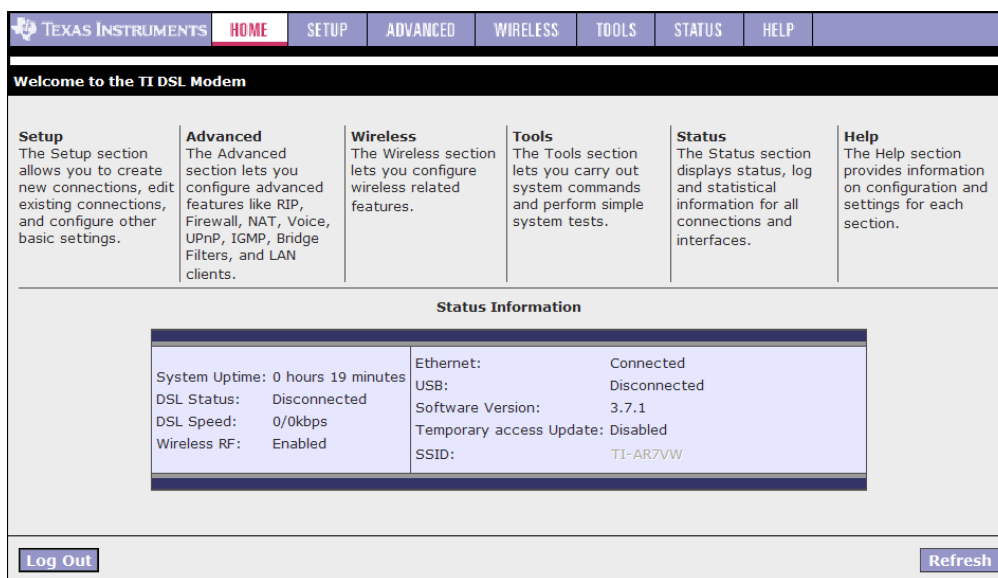 TEXAS INSTRUMENTS HOME SETUP ADVANCED WIRELESS TOOLS STATUS HELP
Welcome to the TI DSL Modem
Setup
The Setup section
allows you to create
new connections, edit
existing connections,
and configure other
basic settings.
Advanced
The Advanced
section lets you
configure advanced
features like RIP,
Firewall, NAT, Voice,
UPnP, IGMP, Bridge
Filters, and LAN
clients.
Wireless
The Wireless section
lets you configure
wireless related
features.
Tools
The Tools section
lets you carry out
system commands
and perform simple
system tests.
Status
The Status section
displays status, log
and statistical
information for all
connections and
interfaces.
Help
The Help section
provides information
on configuration and
settings for each
section.
Status Information
System Uptime: 0 hours 19 minutes
DSL Status: Disconnected
DSL Speed: 0/0kbps
Wireless RF: Enabled
Ethernet: Connected
USB: Disconnected
Software Version: 3.7.1
Temporary access Update: Disabled
SSID: TI-AR7VW
Log Out
Refresh